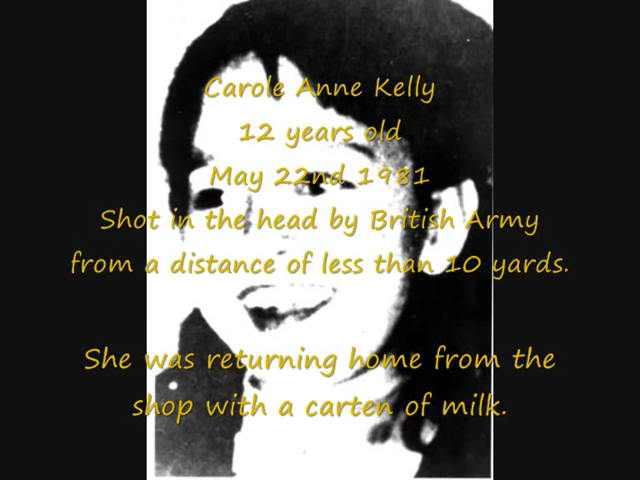 Carole Anne Kelly
12 years old
May 22nd 1981
Shot in the head by British Army
from a distance of less than 10 yards.
She was returning home from the
shop with a carten of milk.